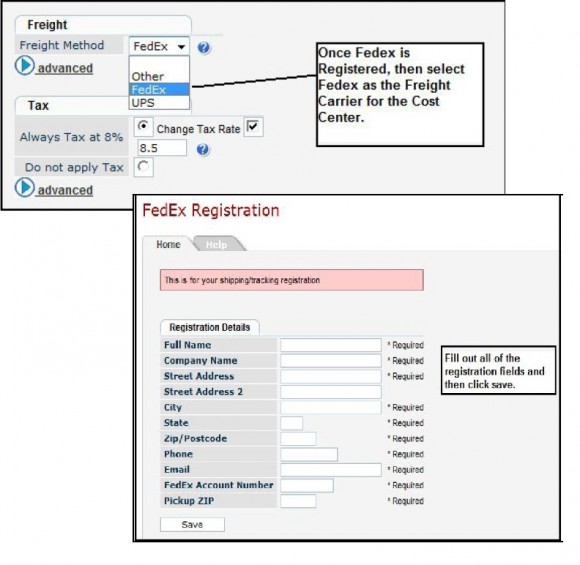 Freight
Freight Method FedEx
advanced
Other
FedEx
UPS
Once Fedex is
Registered, then select
Fedex as the Freight
Carrier for the Cost
Center.
Tax
Always Tax at 8% Change Tax Rate
8.5
Do not apply Tax
advanced
FedEx Registration
Home Help
This is for your shipping/tracking registration
Registration Details
Full Name * Required
Company Name * Required
Street Address * Required
Street Address 2
City * Required
State * Required
Zip/Postcode * Required
Phone * Required
Email * Required
FedEx Account Number * Required
Pickup ZIP * Required
Save
Fill out all of the
registration fields and
then click save.